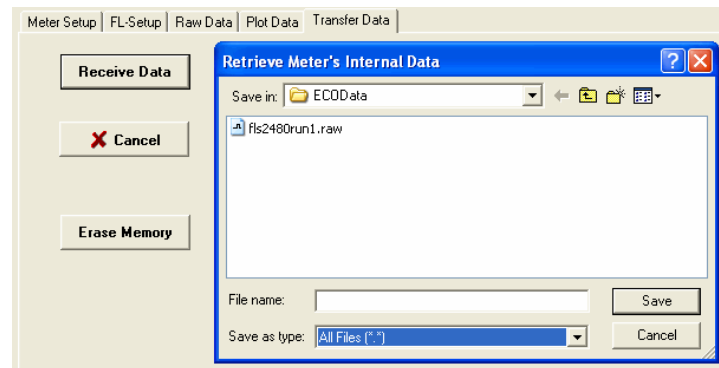 Meter Setup FL-Setup Raw Data Plot Data Transfer Data
Receive Data
Cancel
Erase Memory
Retrieve Meter's Internal Data
Save in: ECOData
fls2480run1.raw
File name:
Save
Save as type: All Files (*.*)
Cancel